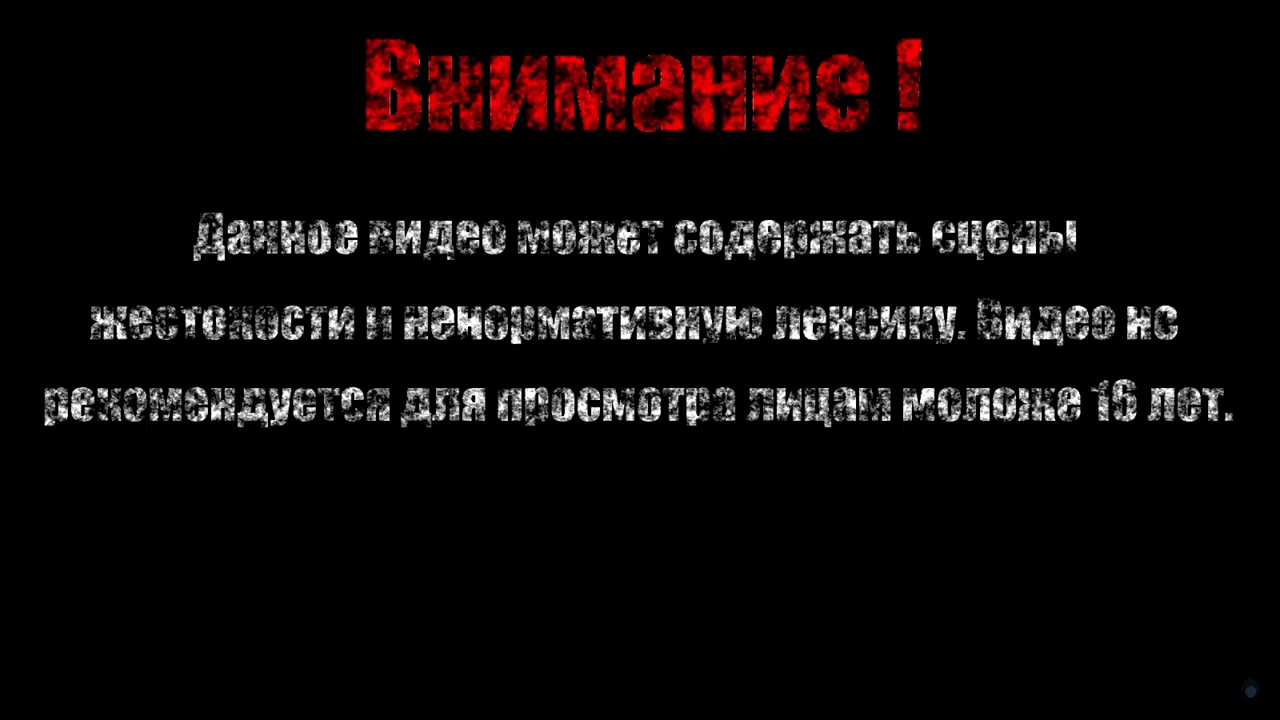 Внимание !
Данное видео может содержать сцены
жестокости и ненормативную лексику. Видео не
рекомендуется для просмотра лицам моложе 16 лет.